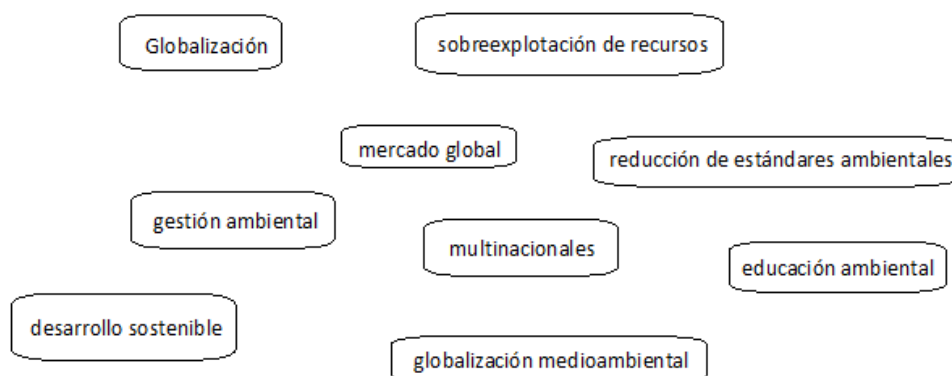 Globalización
sobreexplotación de recursos
mercado global
reducción de estándares ambientales
gestión ambiental
multinacionales
educación ambiental
desarrollo sostenible
globalización medioambiental